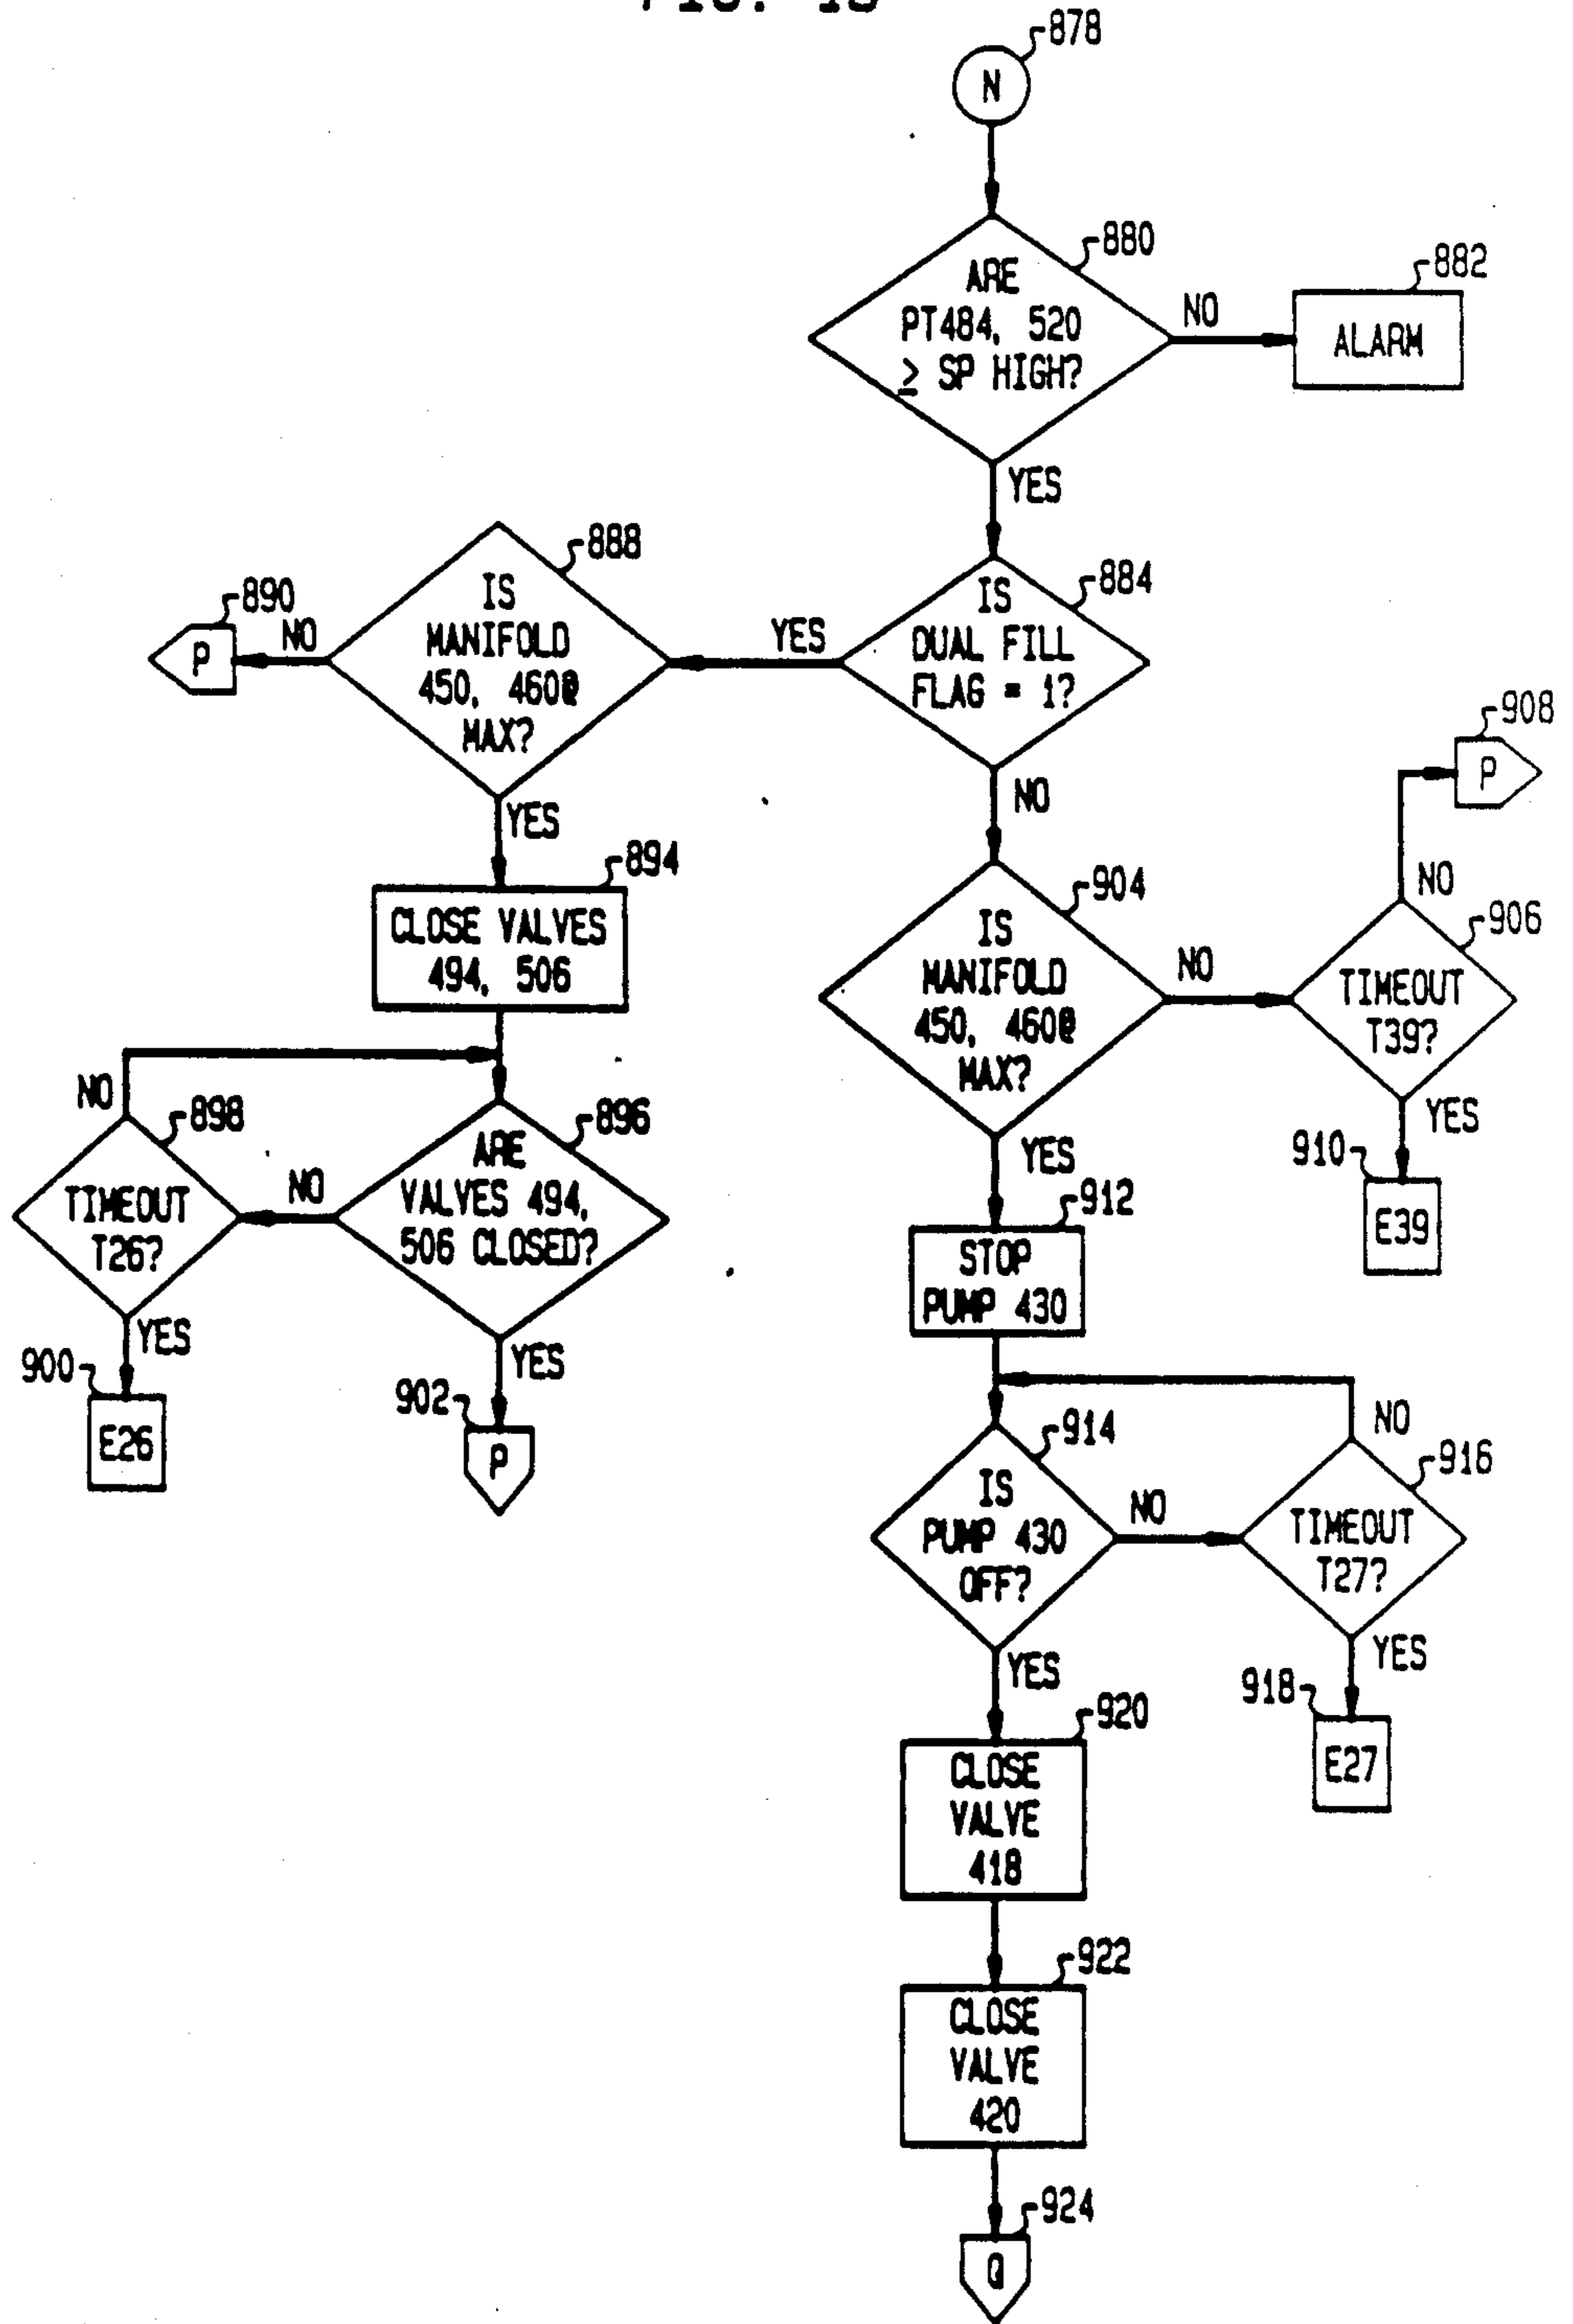 878
N
880
ARE
PT484, 520
≥ SP HIGH?
NO
882
ALARM
YES
884
IS
DUAL FILL
FLAG = 1?
YES
888
IS
MANIFOLD
450, 460@
MAX?
NO
890
P
YES
894
CLOSE VALVES
494, 506
896
ARE
VALVES 494,
506 CLOSED?
NO
898
TIMEOUT
T26?
NO
YES
900
E26
YES
902
P
NO
904
IS
MANIFOLD
450, 460@
MAX?
NO
906
TIMEOUT
T39?
NO
908
P
YES
910
E39
YES
912
STOP
PUMP 430
914
IS
PUMP 430
OFF?
NO
916
TIMEOUT
T27?
NO
YES
918
E27
YES
920
CLOSE
VALVE
418
922
CLOSE
VALVE
420
924
Q